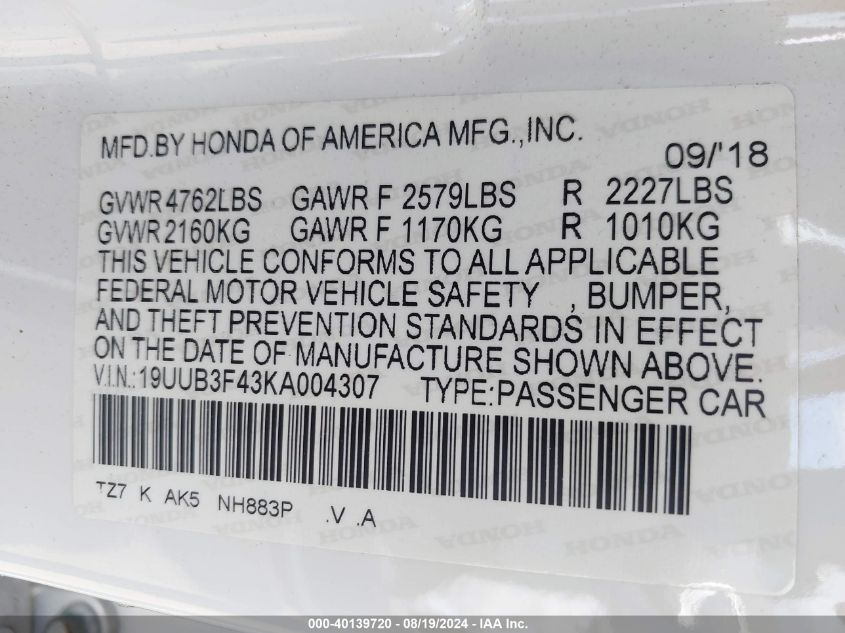 MFD.BY HONDA OF AMERICA MFG.,INC.
09/'18
GVWR 4762LBS GAWR F 2579LBS R 2227LBS
GVWR 2160KG GAWR F 1170KG R 1010KG
THIS VEHICLE CONFORMS TO ALL APPLICABLE
FEDERAL MOTOR VEHICLE SAFETY , BUMPER,
AND THEFT PREVENTION STANDARDS IN EFFECT
ON THE DATE OF MANUFACTURE SHOWN ABOVE.
V.I.N.:19UUB3F43KA004307 TYPE:PASSENGER CAR
TZ7 K AK5 NH883P .V .A
000-40139720 - 08/19/2024 - IAA Inc.